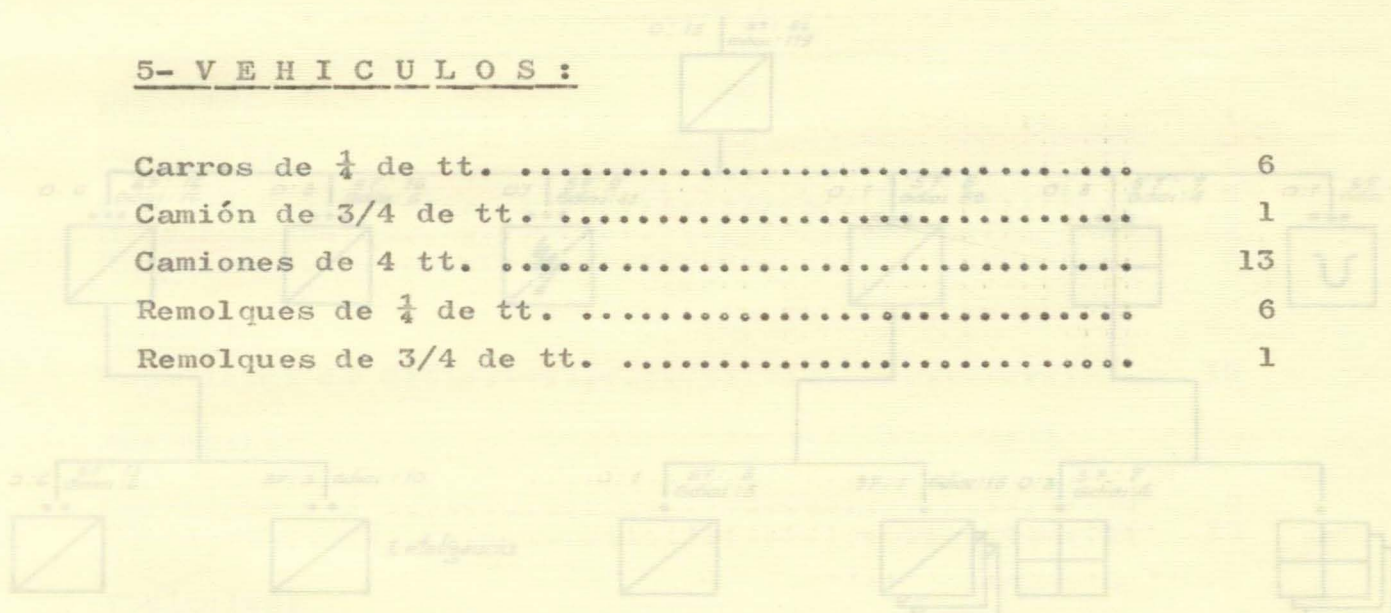 5- V E H I C U L O S :
Carros de ¼ de tt. .................................. 6
Camión de 3/4 de tt. ................................ 1
Camiones de 4 tt. ................................... 13
Remolques de ¼ de tt. ............................... 6
Remolques de 3/4 de tt. ............................. 1